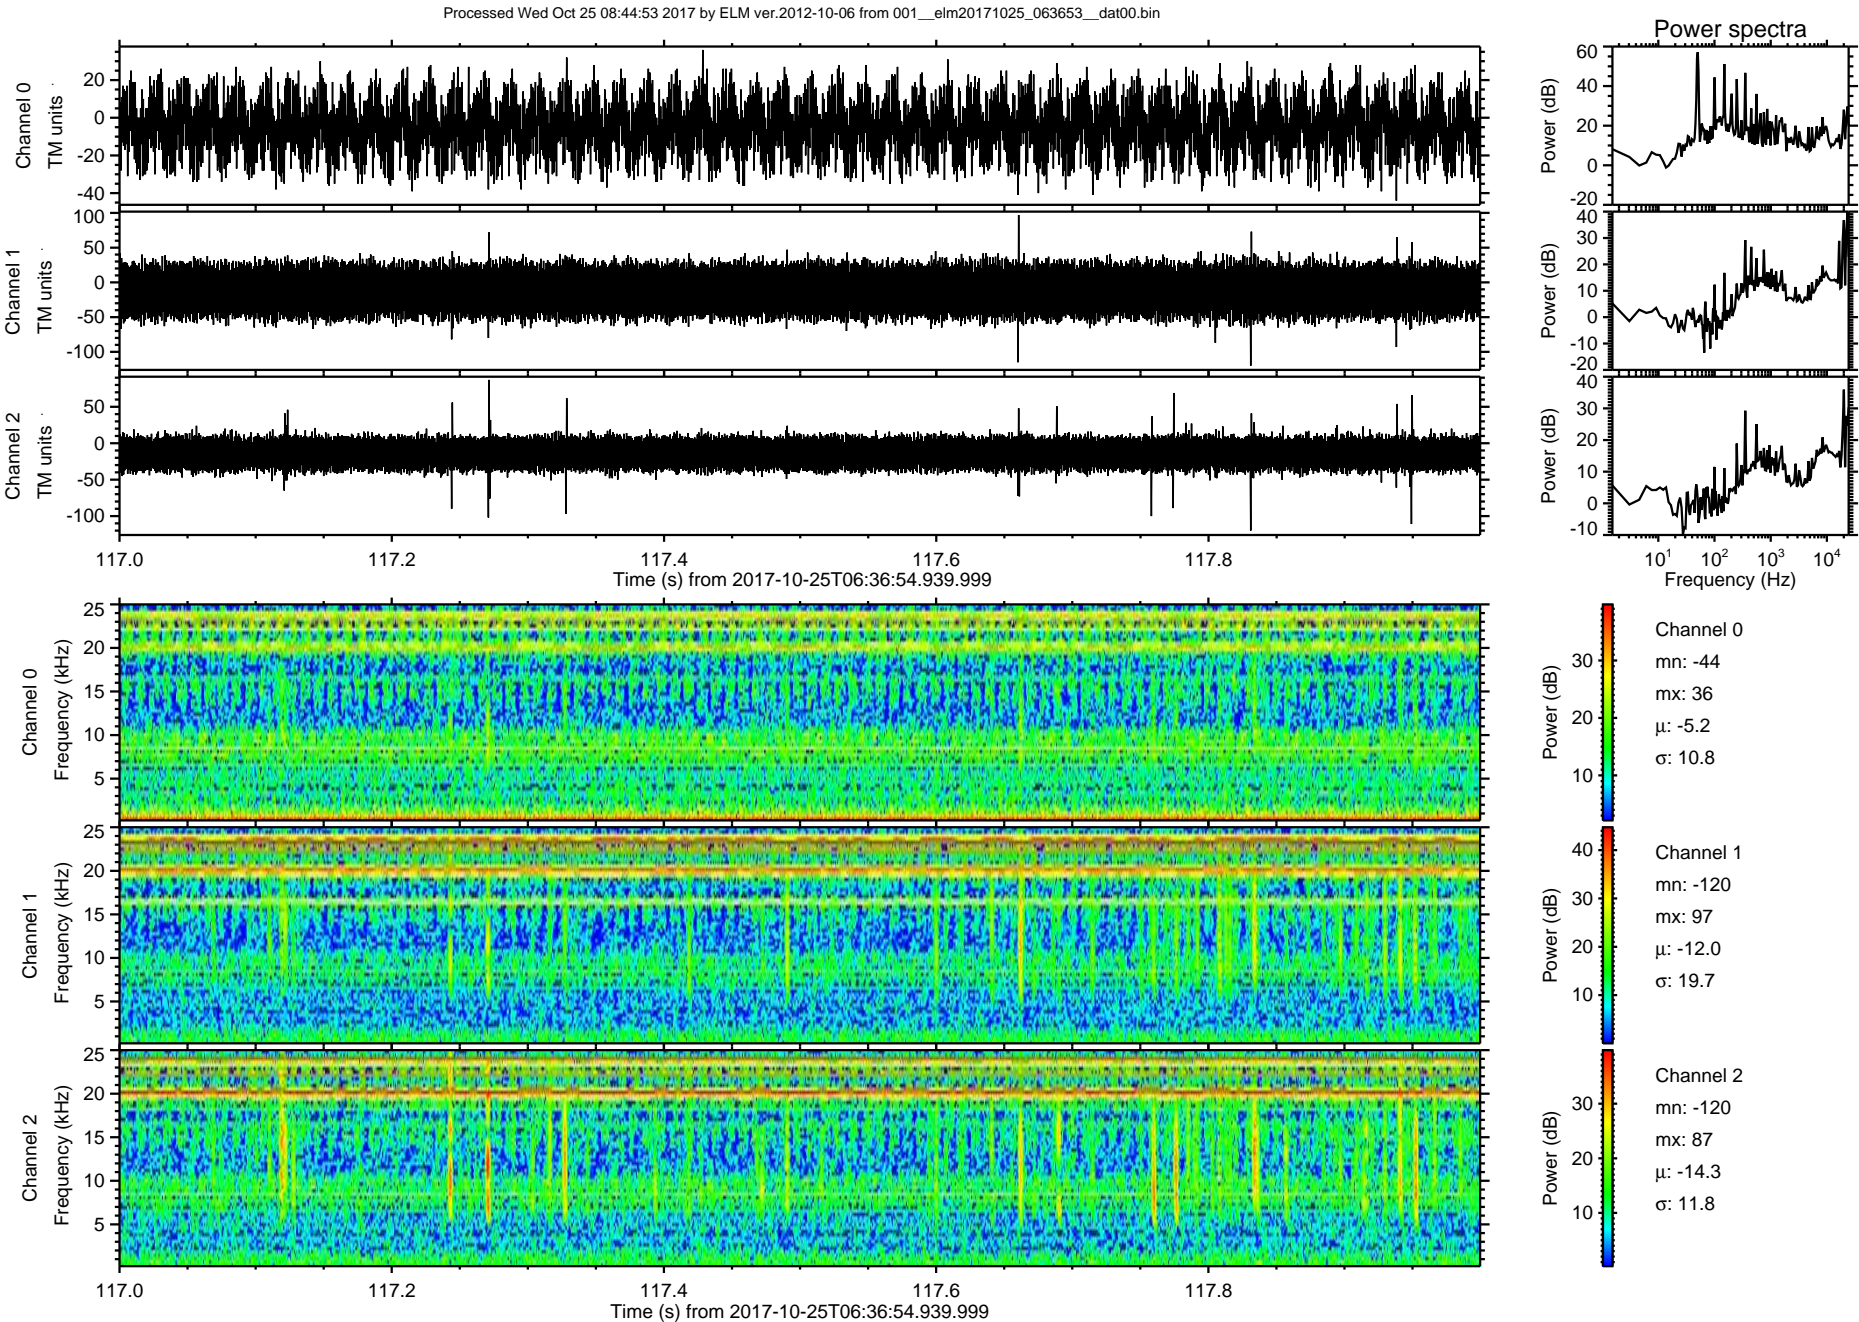 Processed Wed Oct 25 08:44:53 2017 by ELM ver.2012-10-06 from 001__elm20171025_063653__dat00.bin
Power spectra
Channel 0
TM units
20
0
-20
-40
Power (dB)
60
40
20
0
-20
Channel 1
TM units
100
50
0
-50
-100
Power (dB)
40
30
20
10
0
-10
-20
Channel 2
TM units
50
0
-50
-100
Power (dB)
40
30
20
10
0
-10
117.0 117.2 117.4 117.6 117.8
Time (s) from 2017-10-25T06:36:54.939.999
10¹ 10² 10³ 10⁴
Frequency (Hz)
Channel 0
Frequency (kHz)
25
20
15
10
5
Power (dB)
30
20
10
Channel 0
mn: -44
mx: 36
μ: -5.2
σ: 10.8
Channel 1
Frequency (kHz)
25
20
15
10
5
Power (dB)
40
30
20
10
Channel 1
mn: -120
mx: 97
μ: -12.0
σ: 19.7
Channel 2
Frequency (kHz)
25
20
15
10
5
Power (dB)
30
20
10
Channel 2
mn: -120
mx: 87
μ: -14.3
σ: 11.8
117.0 117.2 117.4 117.6 117.8
Time (s) from 2017-10-25T06:36:54.939.999